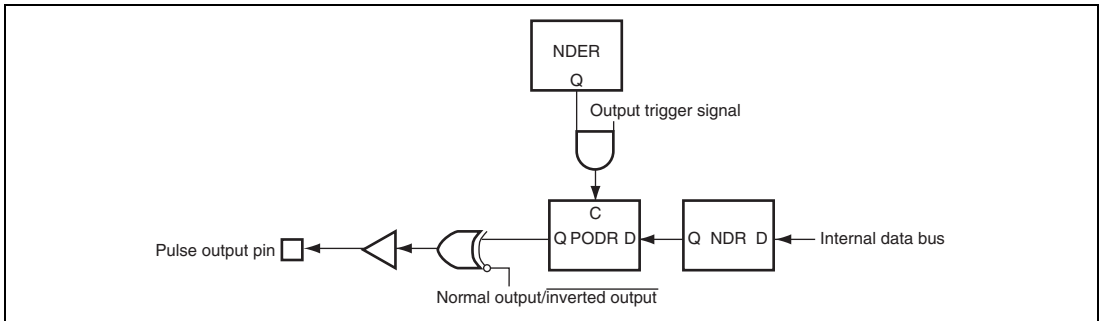 NDER
Q
Output trigger signal
C
Q PODR D
Q NDR D
Internal data bus
Pulse output pin
Normal output/inverted output